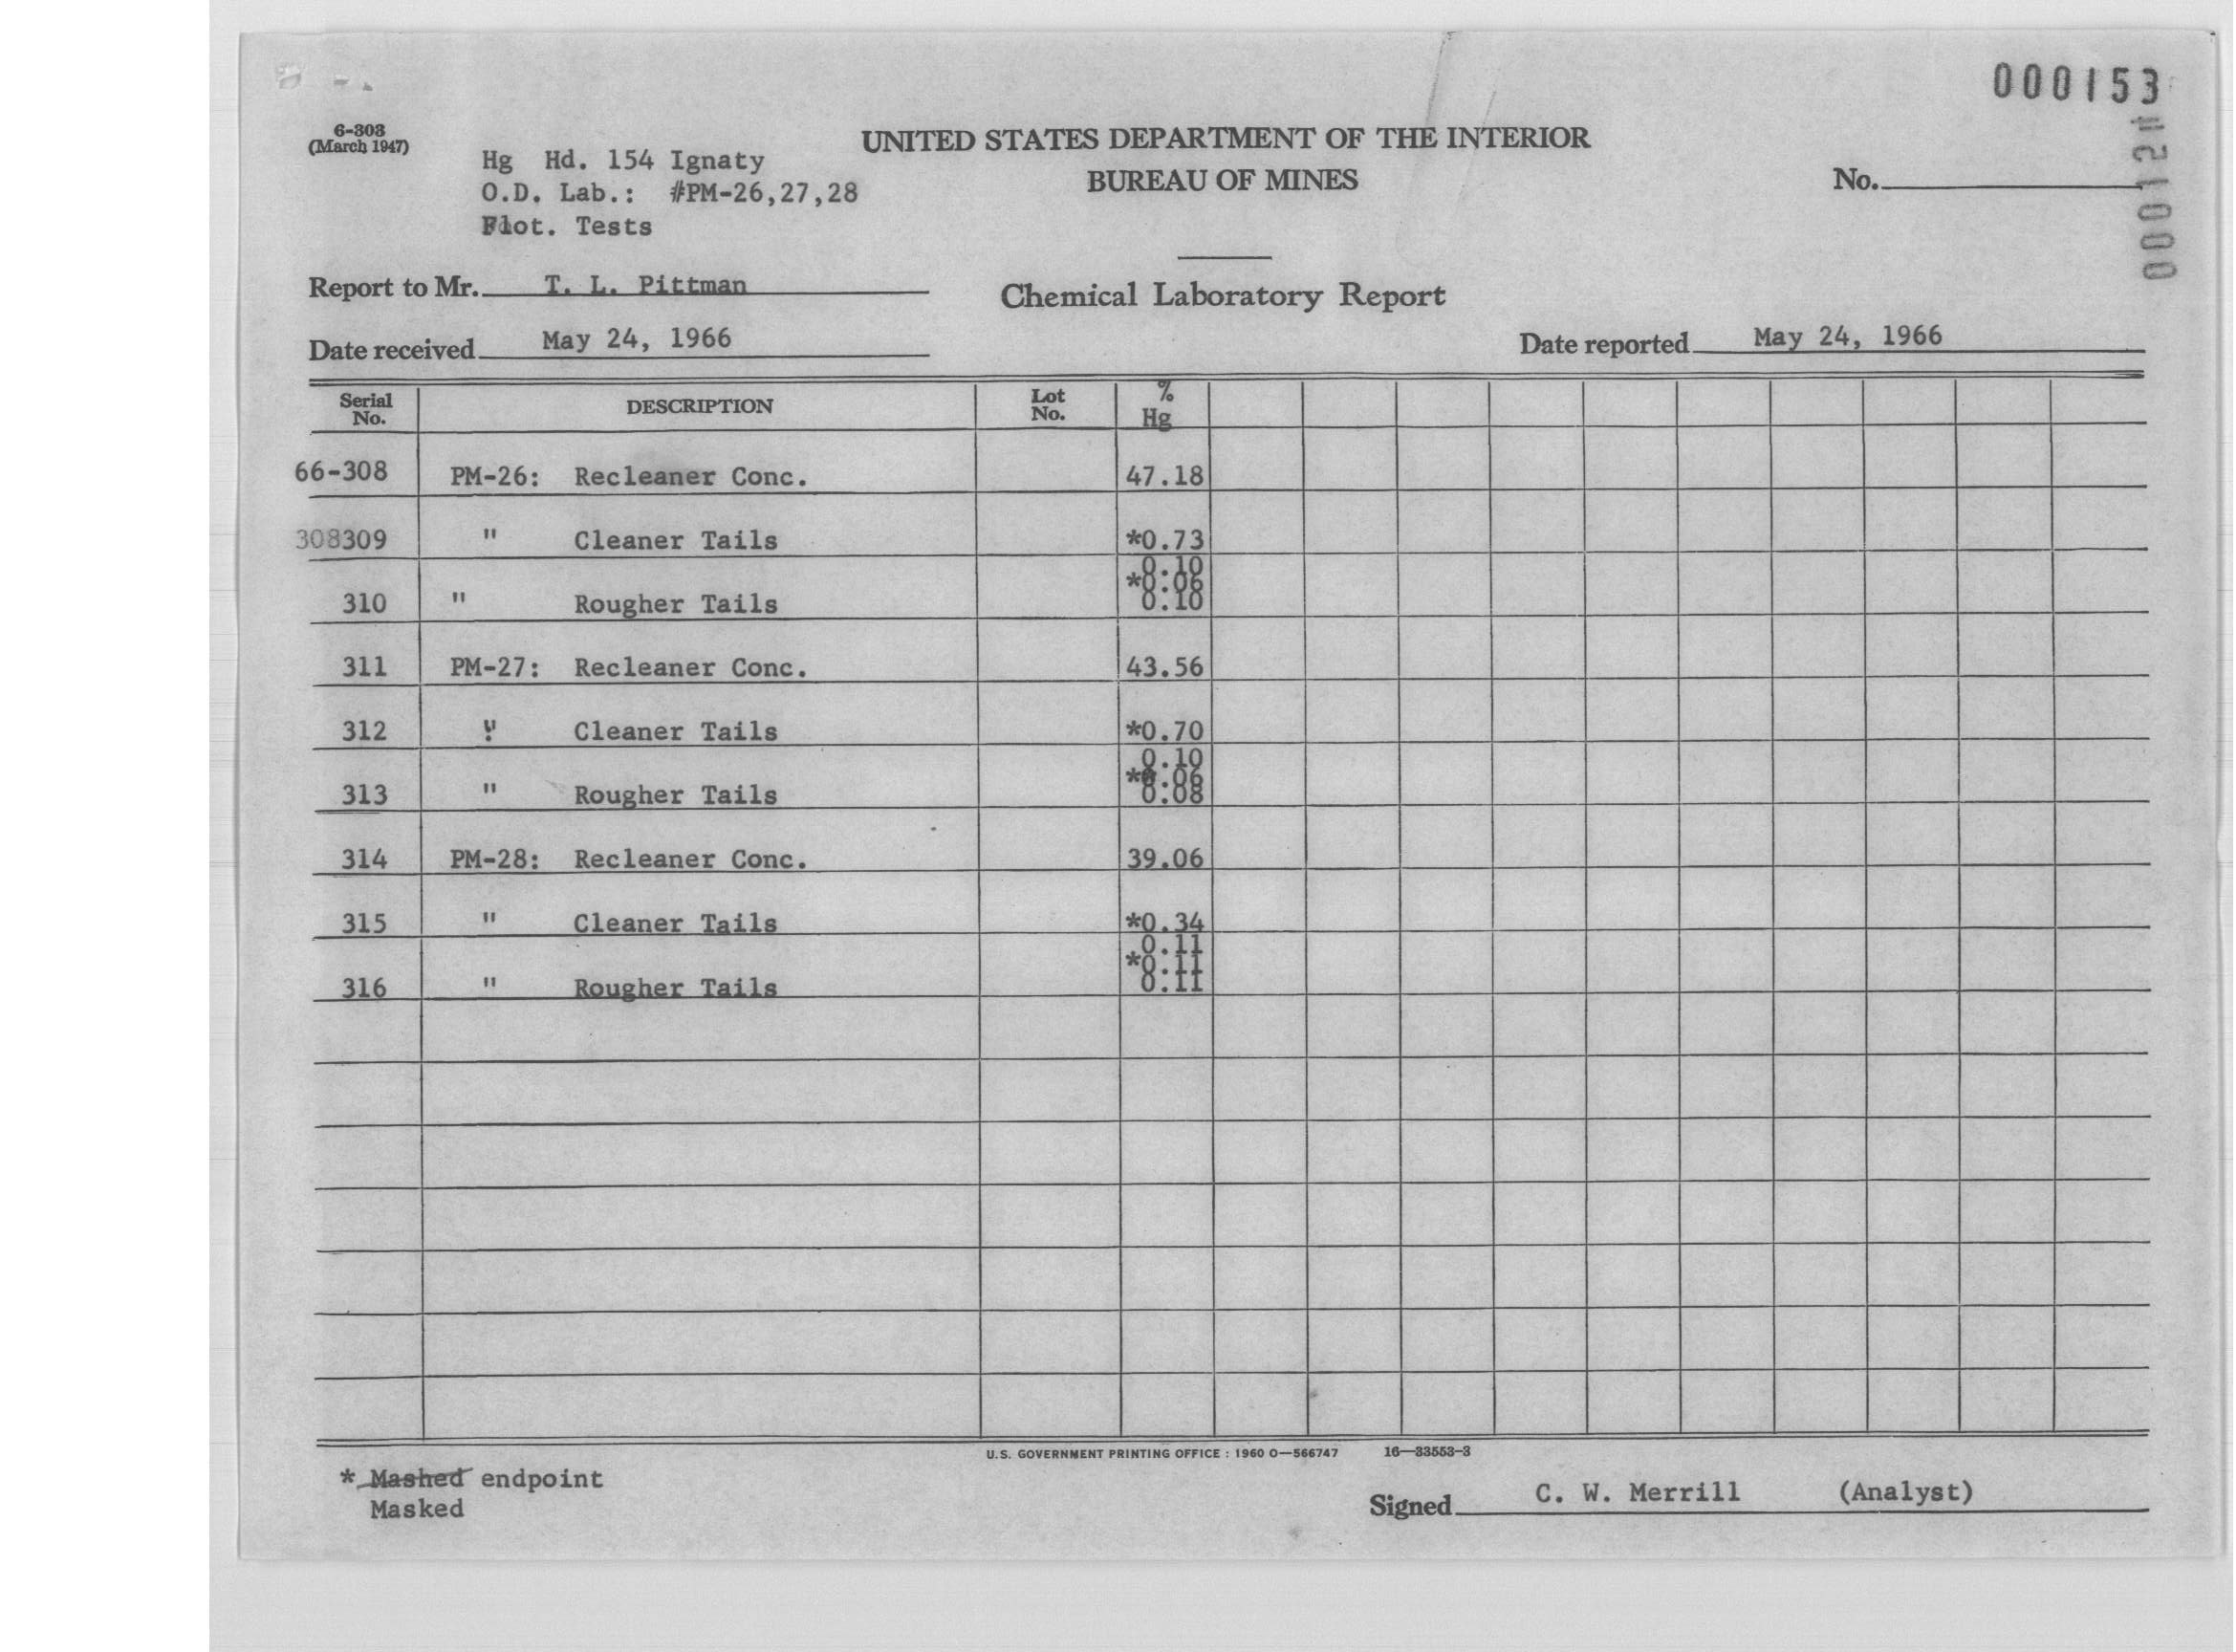 000153
000121
6-303
(March 1947)
UNITED STATES DEPARTMENT OF THE INTERIOR
BUREAU OF MINES
No.
Hg Hd. 154 Ignaty
O.D. Lab.: #PM-26,27,28
Flot. Tests
Report to Mr. T. L. Pittman
Chemical Laboratory Report
Date received May 24, 1966
Date reported May 24, 1966
Serial No. DESCRIPTION Lot No. % Hg
66-308 PM-26: Recleaner Conc. 47.18
308309 " Cleaner Tails *0.73
0.10
*0.06
310 " Rougher Tails 0.10
311 PM-27: Recleaner Conc. 43.56
312 " Cleaner Tails *0.70
0.10
*0.06
313 " Rougher Tails 0.08
314 PM-28: Recleaner Conc. 39.06
315 " Cleaner Tails *0.34
0.11
*0.11
316 " Rougher Tails 0.11
U.S. GOVERNMENT PRINTING OFFICE : 1960 O—566747 16—33553-3
* Mashed endpoint
Masked
Signed C. W. Merrill (Analyst)